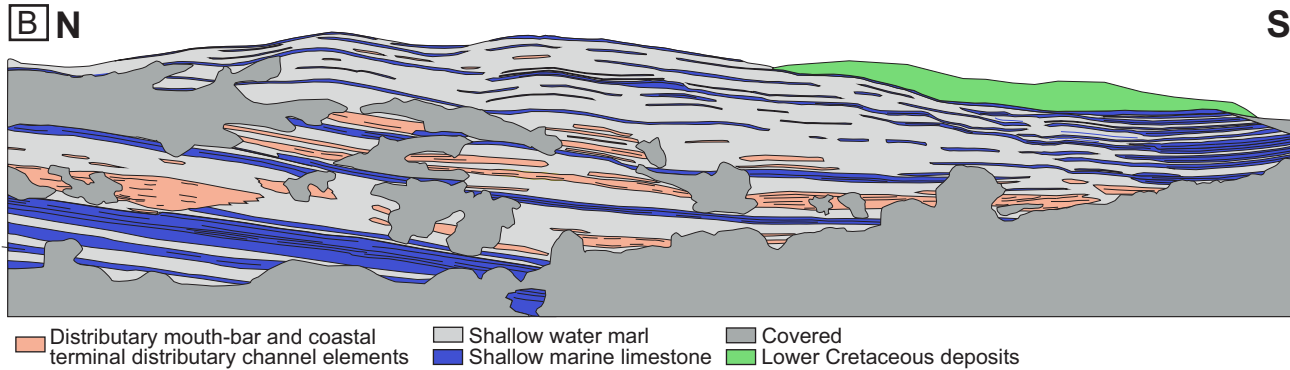 B N
S
Distributary mouth-bar and coastal
terminal distributary channel elements
Shallow water marl
Shallow marine limestone
Covered
Lower Cretaceous deposits